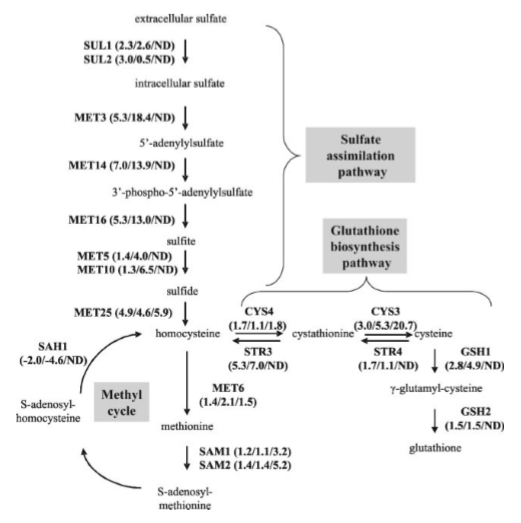 extracellular sulfate
SUL1 (2.3/2.6/ND)
SUL2 (3.0/0.5/ND)
intracellular sulfate
MET3 (5.3/18.4/ND)
5'-adenylylsulfate
Sulfate
assimilation
pathway
MET14 (7.0/13.9/ND)
3'-phospho-5'-adenylylsulfate
MET16 (5.3/13.0/ND)
sulfite
Glutathione
biosynthesis
pathway
MET5 (1.4/4.0/ND)
MET10 (1.3/6.5/ND)
sulfide
MET25 (4.9/4.6/5.9)
CYS4
(1.7/1.1/1.8)
CYS3
(3.0/5.3/20.7)
homocysteine
cystathionine
cysteine
SAH1
(-2.0/-4.6/ND)
STR3
(5.3/7.0/ND)
STR4
(1.7/1.1/ND)
GSH1
(2.8/4.9/ND)
MET6
(1.4/2.1/1.5)
γ-glutamyl-cysteine
S-adenosyl-
homocysteine
Methyl
cycle
GSH2
(1.5/1.5/ND)
methionine
glutathione
SAM1 (1.2/1.1/3.2)
SAM2 (1.4/1.4/5.2)
S-adenosyl-
methionine